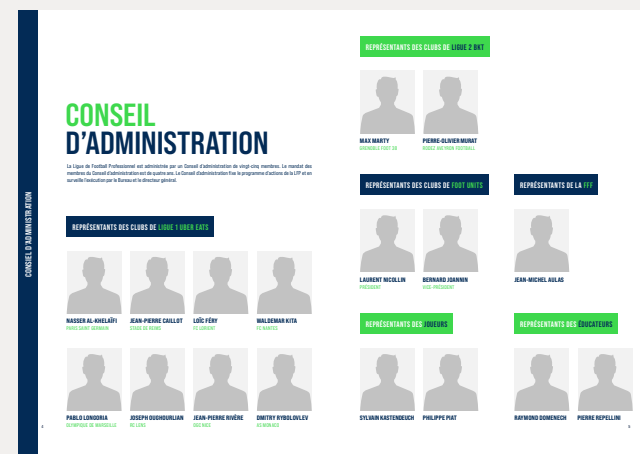 CONSEIL D'ADMINISTRATION
CONSEIL
D'ADMINISTRATION
La Ligue de Football Professionnel est administrée par un Conseil d'administration de vingt-cinq membres. Le mandat des
membres du Conseil d'administration est de quatre ans. Le Conseil d'administration fixe le programme d'actions de la LFP et en
surveille l'exécution par le Bureau et le directeur général.
REPRÉSENTANTS DES CLUBS DE LIGUE 1 UBER EATS
NASSER AL-KHELAÏFI
PARIS SAINT-GERMAIN
JEAN-PIERRE CAILLOT
STADE DE REIMS
LOÏC FÉRY
FC LORIENT
WALDEMAR KITA
FC NANTES
PABLO LONGORIA
OLYMPIQUE DE MARSEILLE
JOSEPH OUGHOURLIAN
RC LENS
JEAN-PIERRE RIVÈRE
OGC NICE
DMITRY RYBOLOVLEV
AS MONACO
4
REPRÉSENTANTS DES CLUBS DE LIGUE 2 BKT
MAX MARTY
GRENOBLE FOOT 38
PIERRE-OLIVIER MURAT
RODEZ AVEYRON FOOTBALL
REPRÉSENTANTS DES CLUBS DE FOOT UNITS
LAURENT NICOLLIN
PRÉSIDENT
BERNARD JOANNIN
VICE-PRÉSIDENT
REPRÉSENTANTS DE LA FFF
JEAN-MICHEL AULAS
REPRÉSENTANTS DES JOUEURS
SYLVAIN KASTENDEUCH
PHILIPPE PIAT
REPRÉSENTANTS DES ÉDUCATEURS
RAYMOND DOMENECH
PIERRE REPELLINI